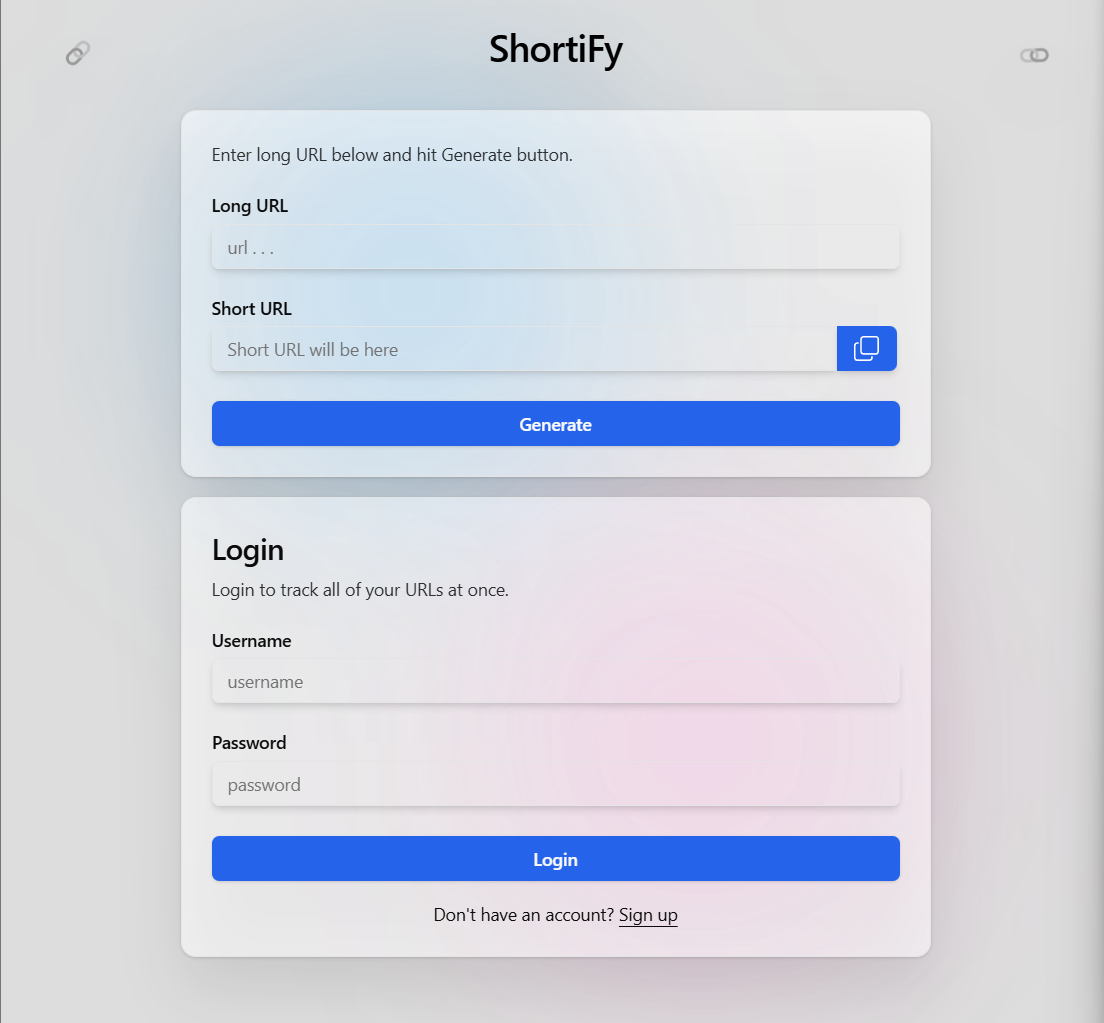 ShortiFy
Enter long URL below and hit Generate button.
Long URL
url . . .
Short URL
Short URL will be here
Generate
Login
Login to track all of your URLs at once.
Username
username
Password
password
Login
Don't have an account? Sign up